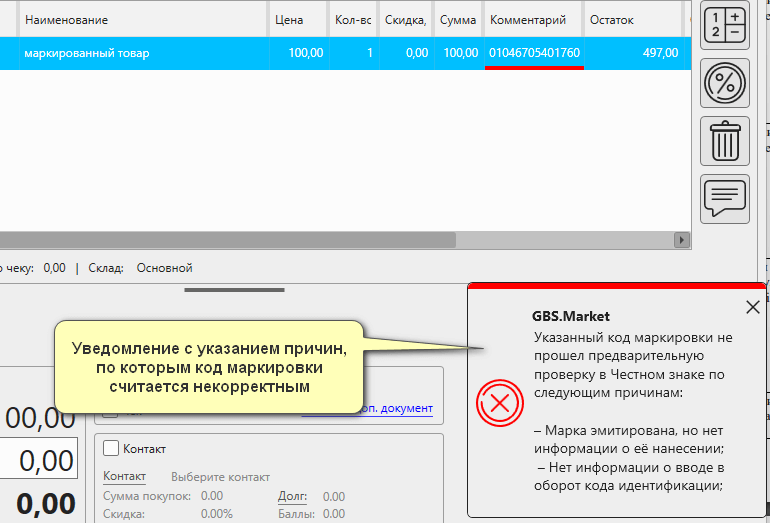 Наименование Цена Кол-вс Скидка, Сумма Комментарий Остаток
маркированный товар 100,00 1 0,00 100,00 01046705401760 497,00
1 +
2 −
о чеку: 0,00 | Склад: Основной
GBS.Market
Указанный код маркировки не
прошел предварительную
проверку в Честном знаке по
следующим причинам:
– Марка эмитирована, но нет
информации о её нанесении;
– Нет информации о вводе в
оборот кода идентификации;
Уведомление с указанием причин,
по которым код маркировки
считается некорректным
оп. документ
00,00
0,00
0,00
Контакт
Контакт Выберите контакт
Сумма покупок: 0.00 Долг: 0.00
Скидка: 0.00% Баллы: 0.00